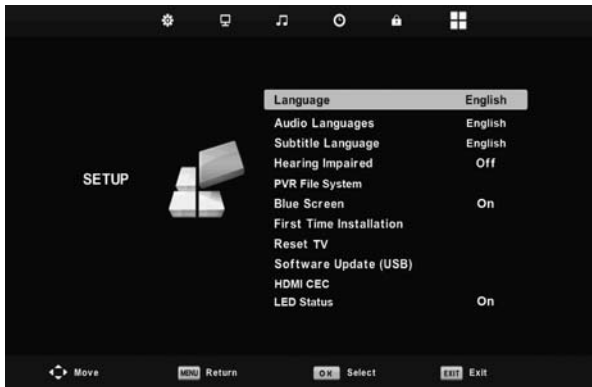 Language English
Audio Languages English
Subtitle Language English
Hearing Impaired Off
SETUP
PVR File System
Blue Screen On
First Time Installation
Reset TV
Software Update (USB)
HDMI CEC
LED Status On
Move MENU Return OK Select EXIT Exit